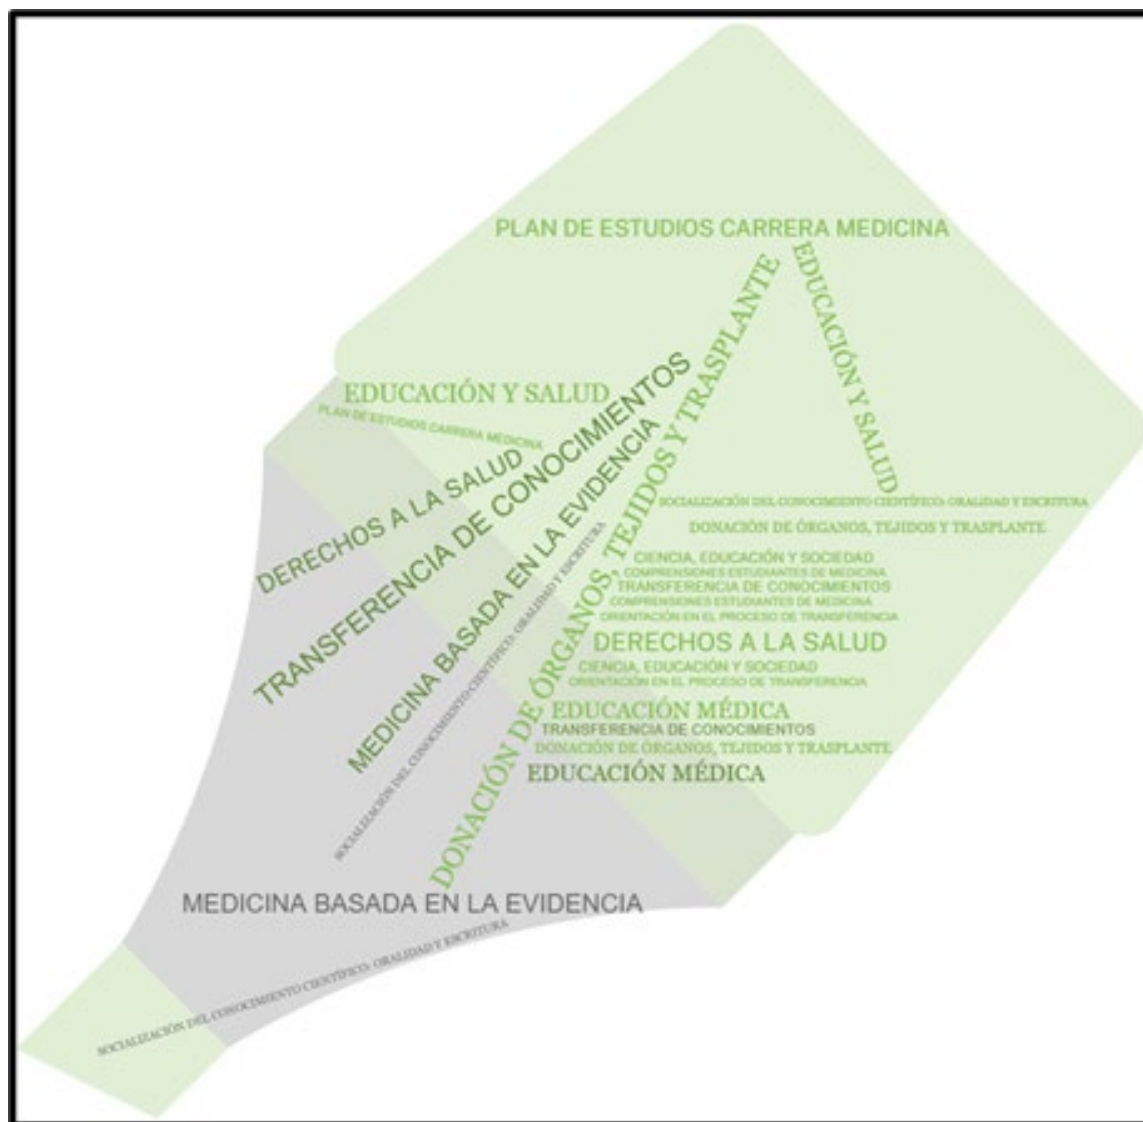 PLAN DE ESTUDIOS CARRERA MEDICINA
EDUCACIÓN Y SALUD
DONACIÓN DE ÓRGANOS, TEJIDOS Y TRASPLANTE
EDUCACIÓN Y SALUD
PLAN DE ESTUDIOS CARRERA MEDICINA
DERECHOS A LA SALUD
TRANSFERENCIA DE CONOCIMIENTOS
MEDICINA BASADA EN LA EVIDENCIA
SOCIALIZACIÓN DEL CONOCIMIENTO CIENTÍFICO: ORALIDAD Y ESCRITURA
SOCIALIZACIÓN DEL CONOCIMIENTO CIENTÍFICO: ORALIDAD Y ESCRITURA
DONACIÓN DE ÓRGANOS, TEJIDOS Y TRASPLANTE
CIENCIA, EDUCACIÓN Y SOCIEDAD
COMPRENSIONES ESTUDIANTES DE MEDICINA
TRANSFERENCIA DE CONOCIMIENTOS
COMPRENSIONES ESTUDIANTES DE MEDICINA
ORIENTACIÓN EN EL PROCESO DE TRANSFERENCIA
DERECHOS A LA SALUD
CIENCIA, EDUCACIÓN Y SOCIEDAD
ORIENTACIÓN EN EL PROCESO DE TRANSFERENCIA
EDUCACIÓN MÉDICA
TRANSFERENCIA DE CONOCIMIENTOS
DONACIÓN DE ÓRGANOS, TEJIDOS Y TRASPLANTE
EDUCACIÓN MÉDICA
MEDICINA BASADA EN LA EVIDENCIA
SOCIALIZACIÓN DEL CONOCIMIENTO CIENTÍFICO: ORALIDAD Y ESCRITURA